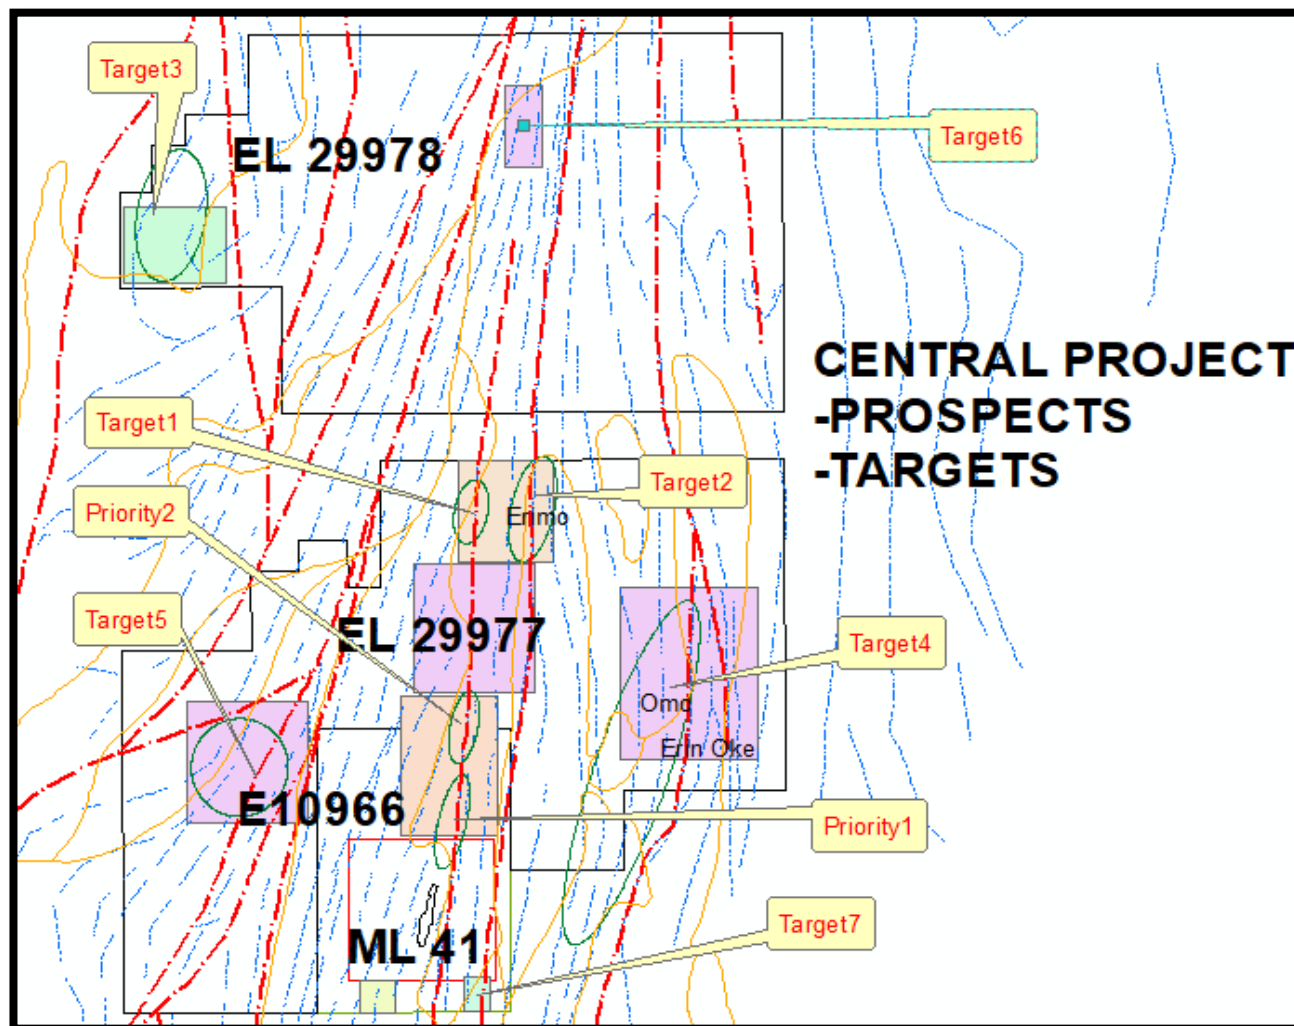 Target3
EL 29978
Target6
CENTRAL PROJECT
-PROSPECTS
-TARGETS
Target1
Target2
Priority2
Enmo
Target5
EL 29977
Target4
Omo
Erin Oke
E10966
Priority1
Target7
ML 41